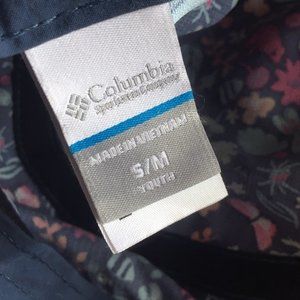 Columbia
Sportswear Company
MADE IN VIETNAM
S/M
YOUTH